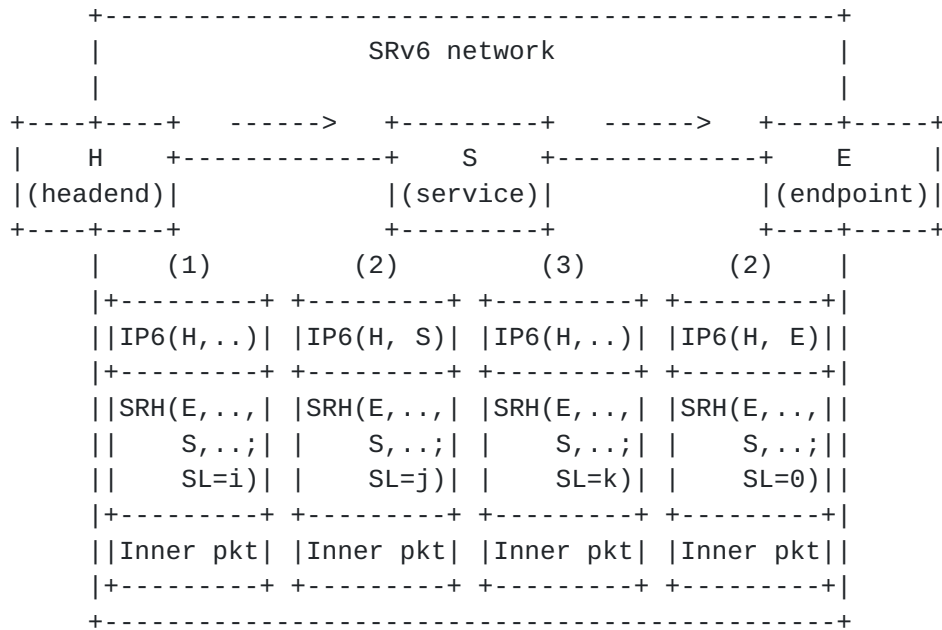 SRv6 network
------> ------>
H S E
(headend) (service) (endpoint)
(1) (2) (3) (2)
IP6(H,..) IP6(H, S) IP6(H,..) IP6(H, E)
SRH(E,.., SRH(E,.., SRH(E,.., SRH(E,..,
S,..; S,..; S,..; S,..;
SL=i) SL=j) SL=k) SL=0)
Inner pkt Inner pkt Inner pkt Inner pkt